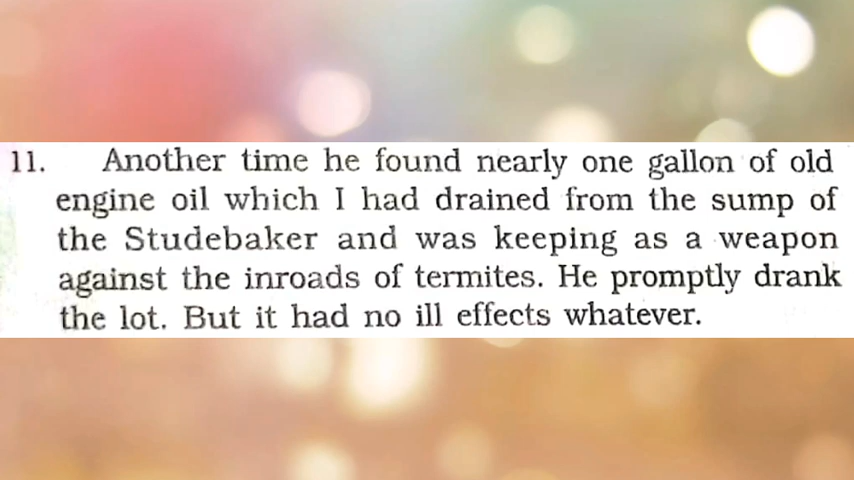 11. Another time he found nearly one gallon of old
engine oil which I had drained from the sump of
the Studebaker and was keeping as a weapon
against the inroads of termites. He promptly drank
the lot. But it had no ill effects whatever.